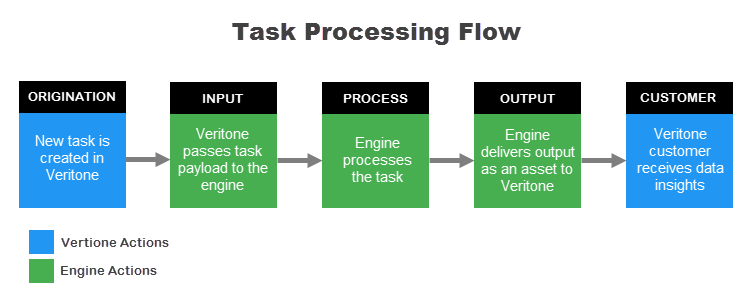 Task Processing Flow
ORIGINATION
New task is
created in
Veritone
INPUT
Veritone
passes task
payload to the
engine
PROCESS
Engine
processes
the task
OUTPUT
Engine
delivers output
as an asset to
Veritone
CUSTOMER
Veritone
customer
receives data
insights
Vertione Actions
Engine Actions